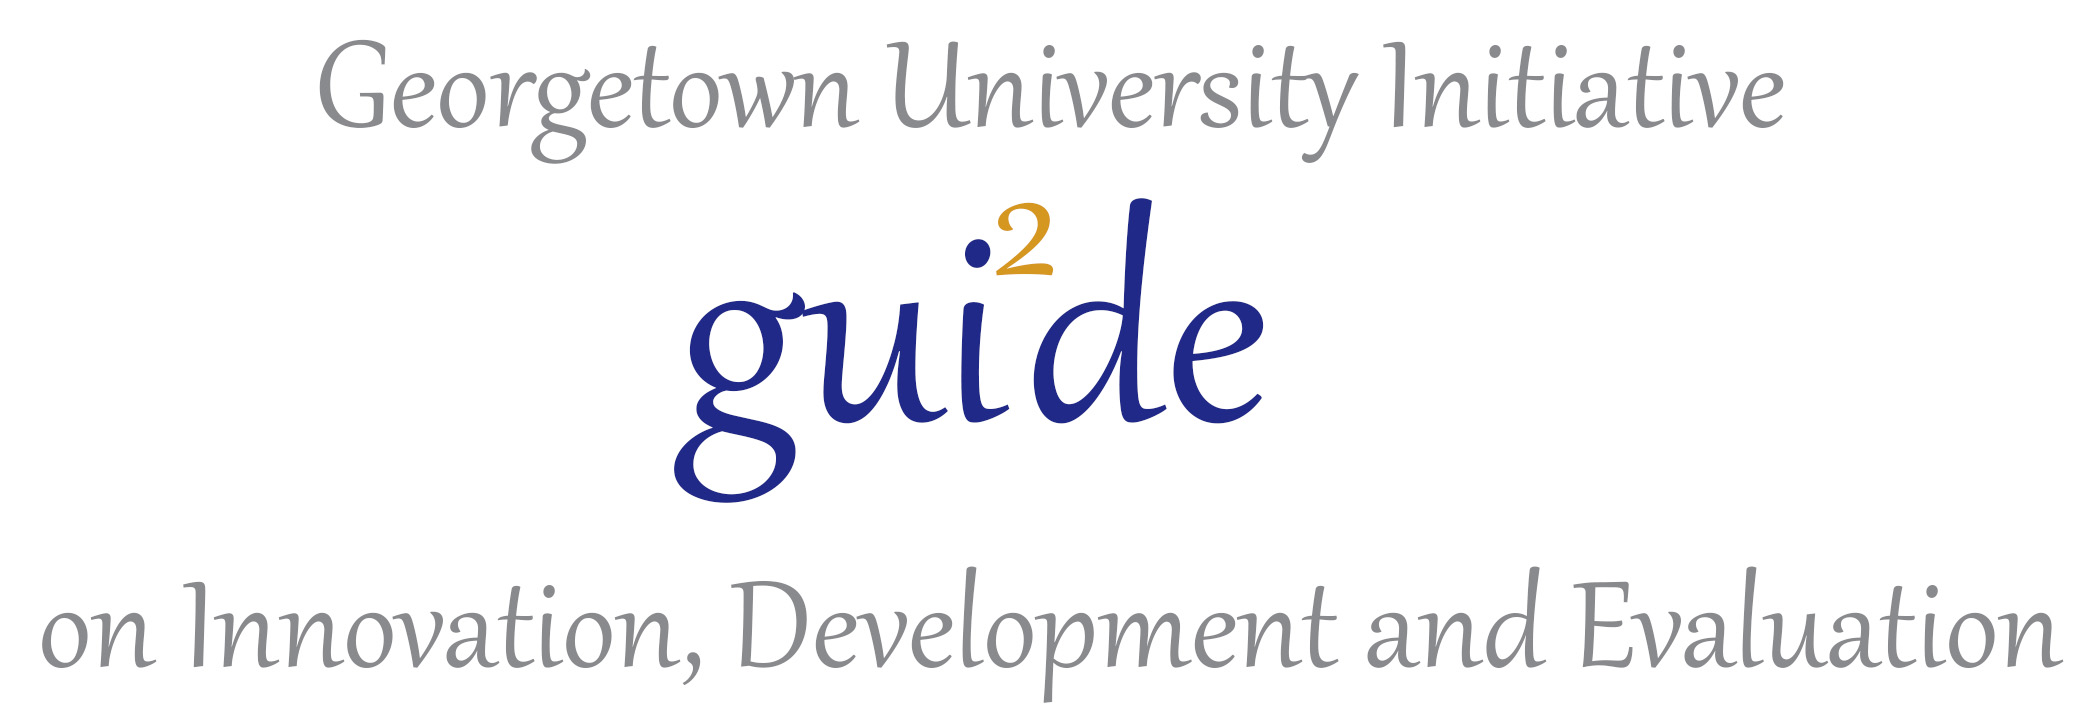 Georgetown University Initiative
gui²de
on Innovation, Development and Evaluation